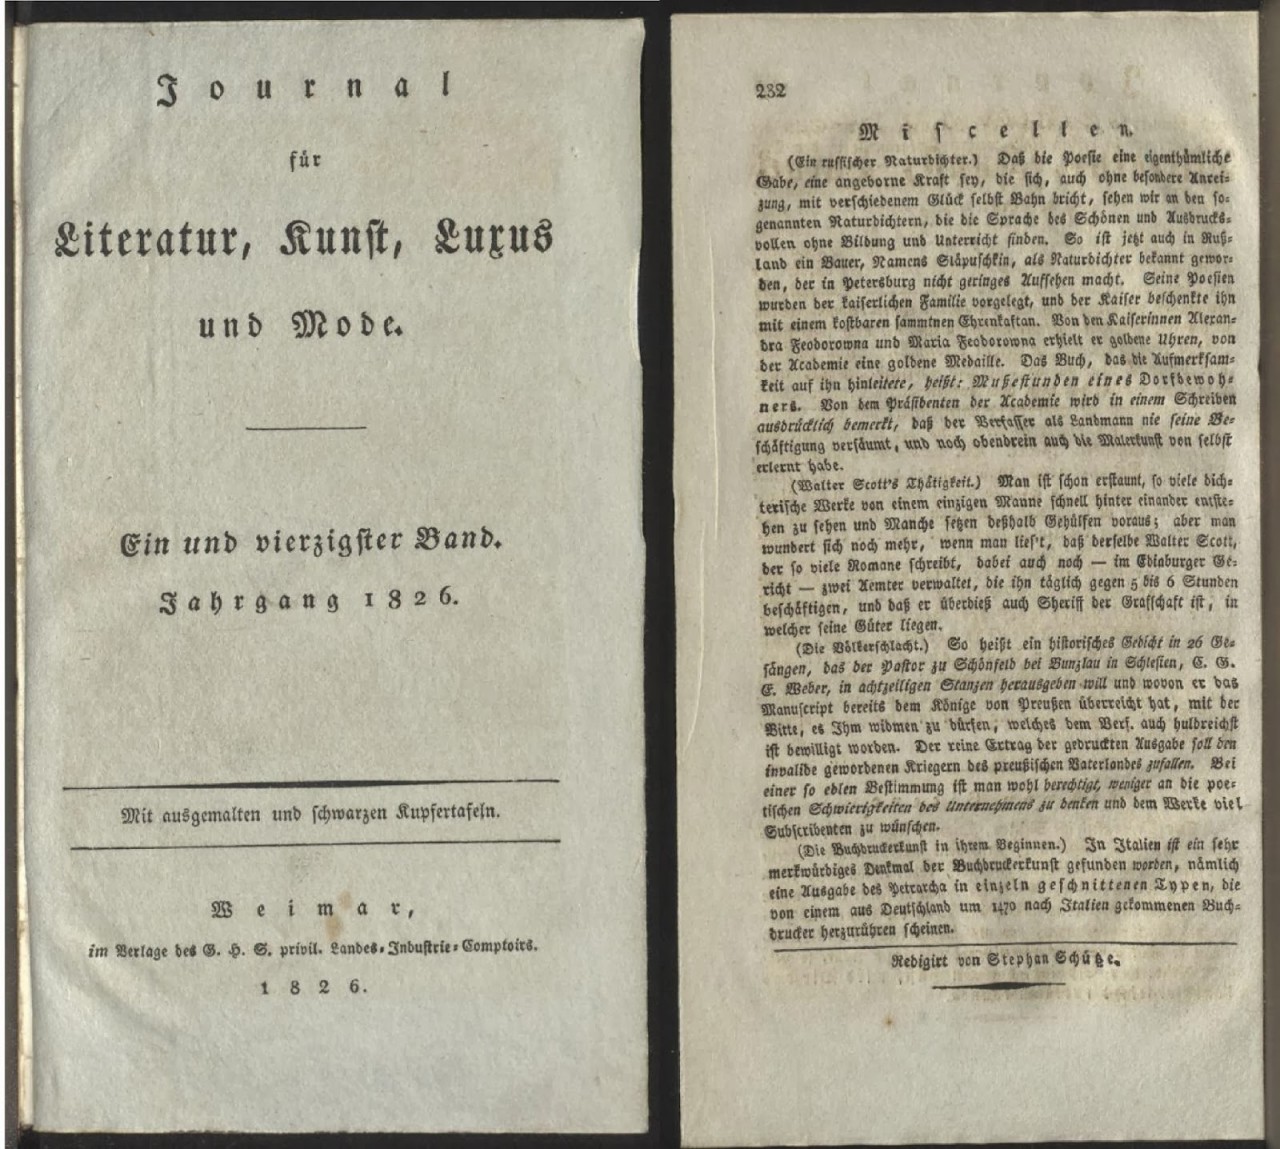 Journal
für
Literatur, Kunst, Luxus
und Mode.
Ein und vierzigster Band.
Jahrgang 1826.
Mit ausgemalten und schwarzen Kupfertafeln.
Weimar,
im Verlage des G. H. S. privil. Landes-Industrie-Comptoirs.
1826.
232
Miscellen.
(Ein russischer Naturdichter.) Daß die Poesie eine eigenthümliche
Gabe, eine angeborne Kraft sey, die sich, auch ohne besondere Anrei-
zung, mit verschiedenem Glück selbst Bahn bricht, sehen wir an den so-
genannten Naturdichtern, die die Sprache des Schönen und Ausdrucks-
vollen ohne Bildung und Unterricht finden. So ist jetzt auch in Ruß-
land ein Bauer, Namens Släpuschkin, als Naturdichter bekannt gewor-
den, der in Petersburg nicht geringes Aufsehen macht. Seine Poesien
wurden der kaiserlichen Familie vorgelegt, und der Kaiser beschenkte ihn
mit einem kostbaren sammtnen Ehrenkaftan. Von den Kaiserinnen Alexan-
dra Feodorowna und Maria Feodorowna erhielt er goldene Uhren, von
der Academie eine goldene Medaille. Das Buch, das die Aufmerksam-
keit auf ihn hinleitete, heißt: Mußestunden eines Dorfbewoh-
ners. Von dem Präsidenten der Academie wird in einem Schreiben
ausdrücklich bemerkt, daß der Verfasser als Landmann nie seine Be-
schäftigung versäumt, und noch obendrein auch die Malerkunst von selbst
erlernt habe.
(Walter Scott's Thätigkeit.) Man ist schon erstaunt, so viele dich-
terische Werke von einem einzigen Manne schnell hinter einander entste-
hen zu sehen und Manche setzen deßhalb Gehülfen voraus; aber man
wundert sich noch mehr, wenn man lies't, daß derselbe Walter Scott,
der so viele Romane schreibt, dabei auch noch — im Edinburger Ge-
richt — zwei Aemter verwaltet, die ihn täglich gegen 5 bis 6 Stunden
beschäftigen, und daß er überdieß auch Sheriff der Grafschaft ist, in
welcher seine Güter liegen.
(Die Völkerschlacht.) So heißt ein historisches Gedicht in 26 Ge-
sängen, das der Pastor zu Schönfeld bei Bunzlau in Schlesien, C. G.
E. Weber, in achtzeiligen Stanzen herausgeben will und wovon er das
Manuscript bereits dem Könige von Preußen überreicht hat, mit der
Bitte, es Ihm widmen zu dürfen, welches dem Verf. auch huldreichst
ist bewilligt worden. Der reine Ertrag der gedruckten Ausgabe soll den
invalide gewordenen Kriegern des preußischen Vaterlandes zufallen. Bei
einer so edlen Bestimmung ist man wohl berechtigt, weniger an die poe-
tischen Schwierigkeiten des Unternehmens zu denken und dem Werke viel
Subscribenten zu wünschen.
(Die Buchdruckerkunst in ihrem Beginnen.) In Italien ist ein sehr
merkwürdiges Denkmal der Buchdruckerkunst gefunden worden, nämlich
eine Ausgabe des Petrarcha in einzeln geschnittenen Typen, die
von einem aus Deutschland um 1470 nach Italien gekommenen Buch-
drucker herzurühren scheinen.
Redigirt von Stephan Schütze.